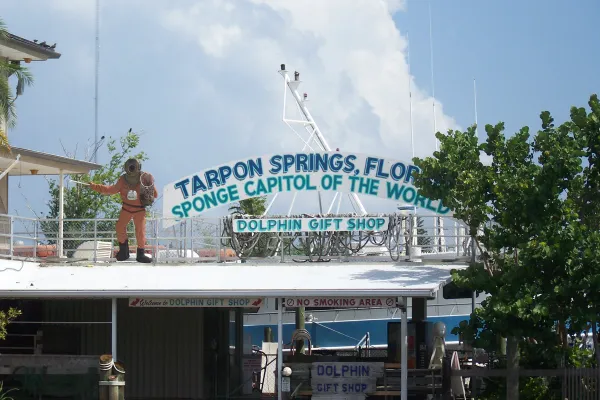 TARPON SPRINGS, FLOR
SPONGE CAPITOL OF THE WOR
DOLPHIN GIFT SHOP
Welcome to DOLPHIN GIFT SHOP
NO SMOKING AREA
DOLPHIN
GIFT SHOP